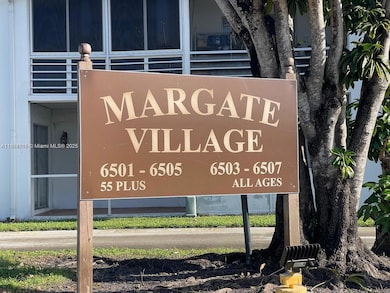 MARGATE
VILLAGE
6501 - 6505 6503 - 6507
55 PLUS ALL AGES